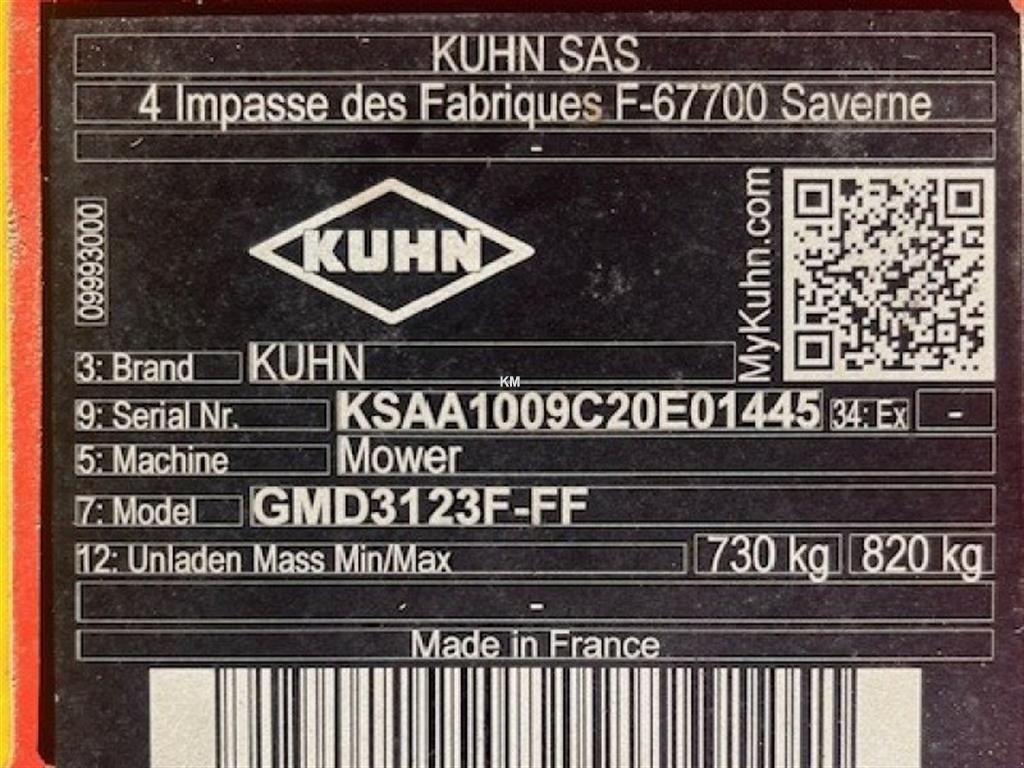 KUHN SAS
4 Impasse des Fabriques F-67700 Saverne
-
09993000
KUHN
MyKuhn.com
3: Brand KUHN
KM
9: Serial Nr. KSAA1009C20E01445 34: Ex -
5: Machine Mower
7: Model GMD3123F-FF
12: Unladen Mass Min/Max 730 kg 820 kg
-
Made in France